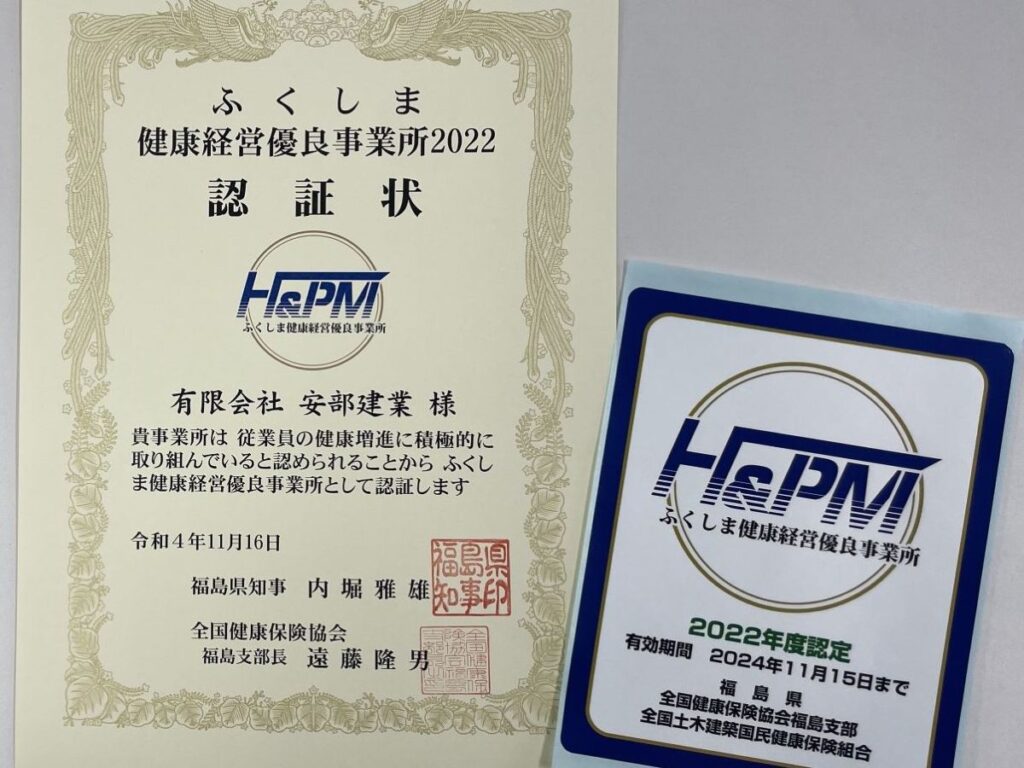 ふくしま
健康経営優良事業所2022
認証状
H&PM
ふくしま健康経営優良事業所
有限会社 安部建業 様
貴事業所は 従業員の健康増進に積極的に
取り組んでいると認められることから ふくし
ま健康経営優良事業所として認証します
令和4年11月16日
福島県知事 内堀雅雄
福島県
知事印
全国健康保険協会
福島支部長 遠藤隆男
H&PM
ふくしま健康経営優良事業所
2022年度認定
有効期間 2024年11月15日まで
福島県
全国健康保険協会福島支部
全国土木建築国民健康保険組合